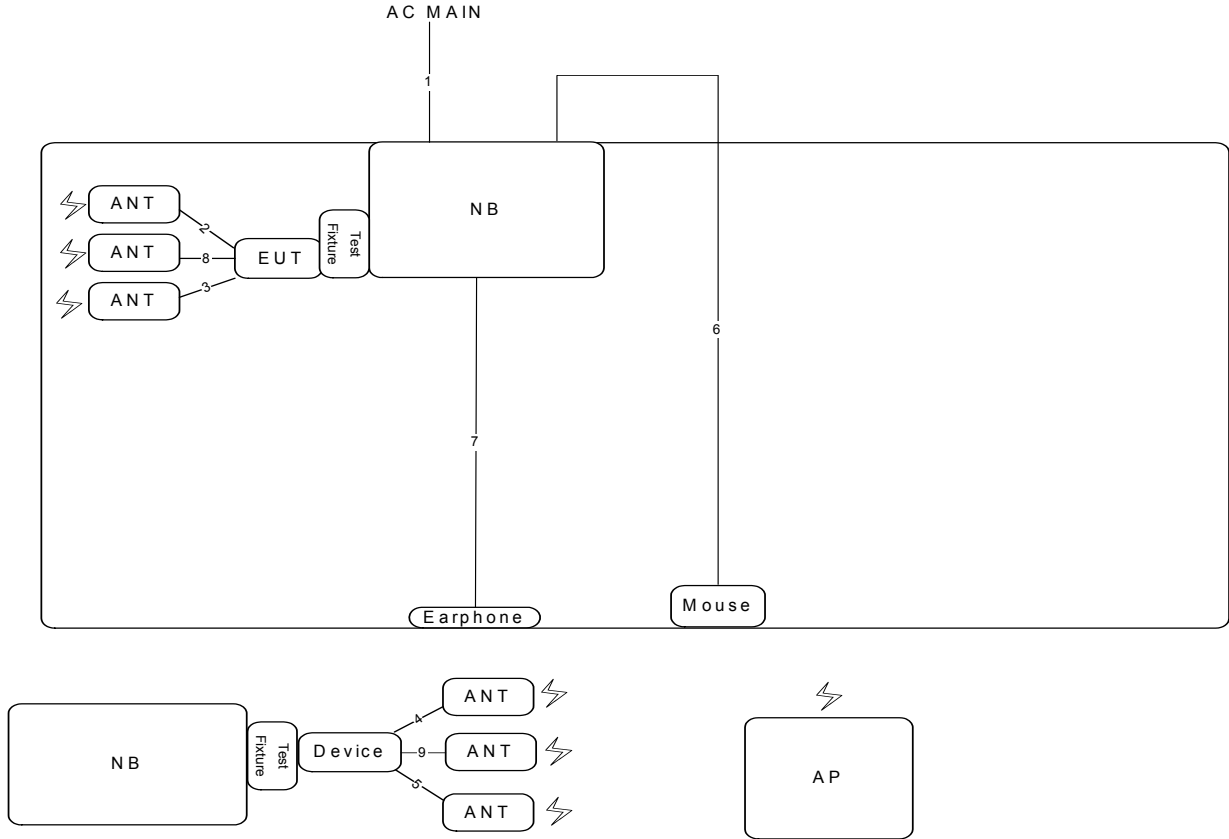 AC MAIN
1
ANT
2
NB
ANT
8
EUT
Test
Fixture
ANT
3
6
7
Earphone
Mouse
ANT
4
NB
Test
Fixture
Device
9
ANT
AP
5
ANT